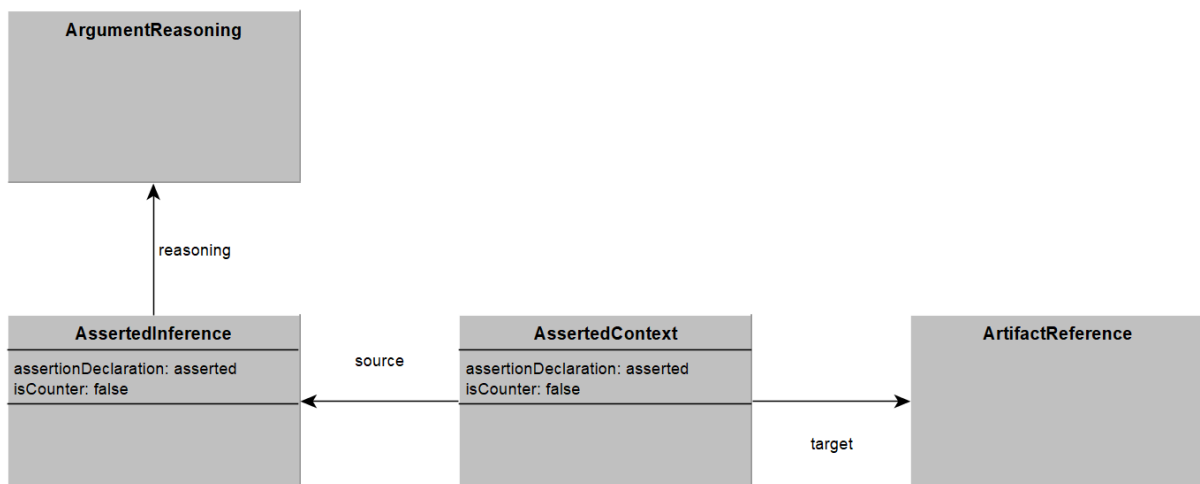 ArgumentReasoning
reasoning
AssertedInference
assertionDeclaration: asserted
isCounter: false
source
AssertedContext
assertionDeclaration: asserted
isCounter: false
target
ArtifactReference